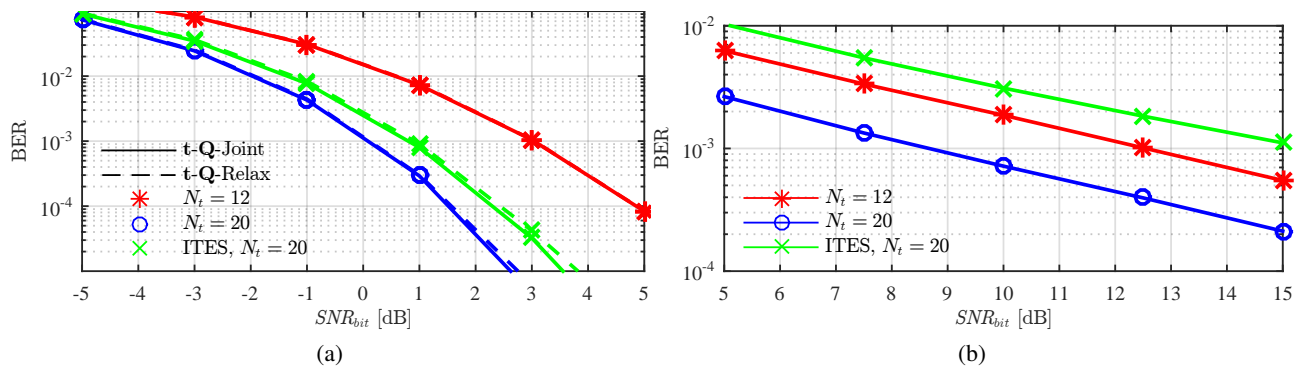 10^-2
10^-3
10^-4
BER
t-Q-Joint
t-Q-Relax
N_t = 12
N_t = 20
ITES, N_t = 20
-5 -4 -3 -2 -1 0 1 2 3 4 5
SNR_bit [dB]
(a)
10^-2
10^-3
10^-4
BER
N_t = 12
N_t = 20
ITES, N_t = 20
5 6 7 8 9 10 11 12 13 14 15
SNR_bit [dB]
(b)